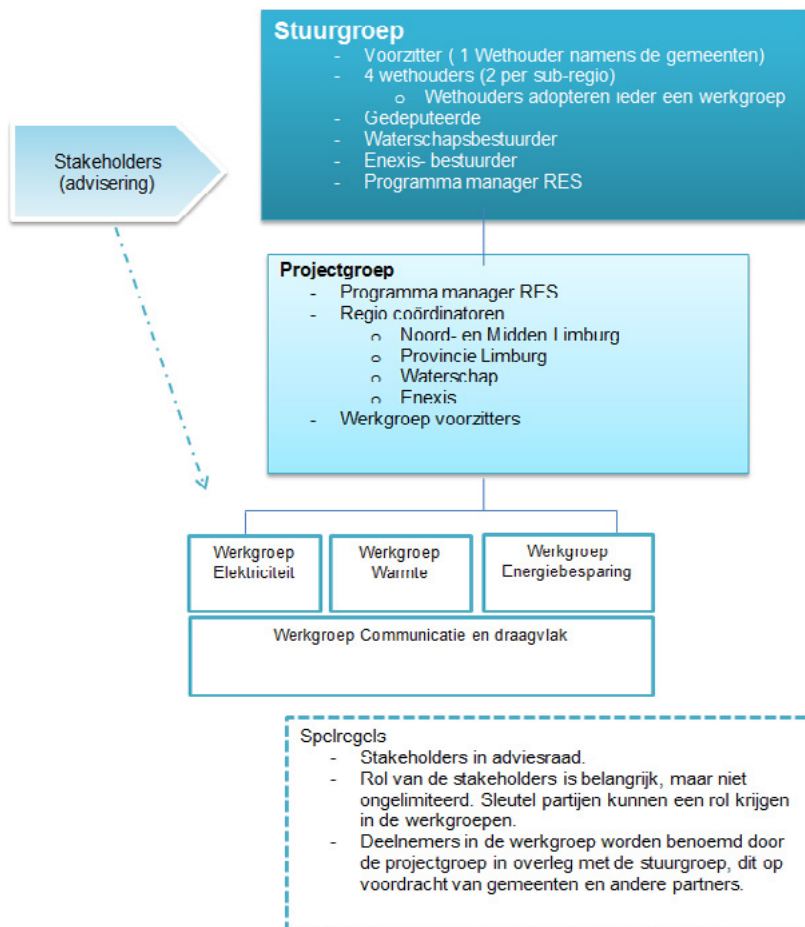 Stuurgroep
- Voorzitter ( 1 Wethouder namens de gemeenten)
- 4 wethouders (2 per sub-regio)
o Wethouders adopteren ieder een werkgroep
- Gedeputeerde
- Waterschapsbestuurder
- Enexis- bestuurder
- Programma manager RES
Stakeholders
(advisering)
Projectgroep
- Programma manager RES
- Regio coördinatoren
o Noord- en Midden Limburg
o Provincie Limburg
o Waterschap
o Enexis
- Werkgroep voorzitters
Werkgroep
Elektriciteit
Werkgroep
Warmte
Werkgroep
Energiebesparing
Werkgroep Communicatie en draagvlak
Spelregels
- Stakeholders in adviesraad.
- Rol van de stakeholders is belangrijk, maar niet
ongelimiteerd. Sleutel partijen kunnen een rol krijgen
in de werkgroepen.
- Deelnemers in de werkgroep worden benoemd door
de projectgroep in overleg met de stuurgroep, dit op
voordracht van gemeenten en andere partners.